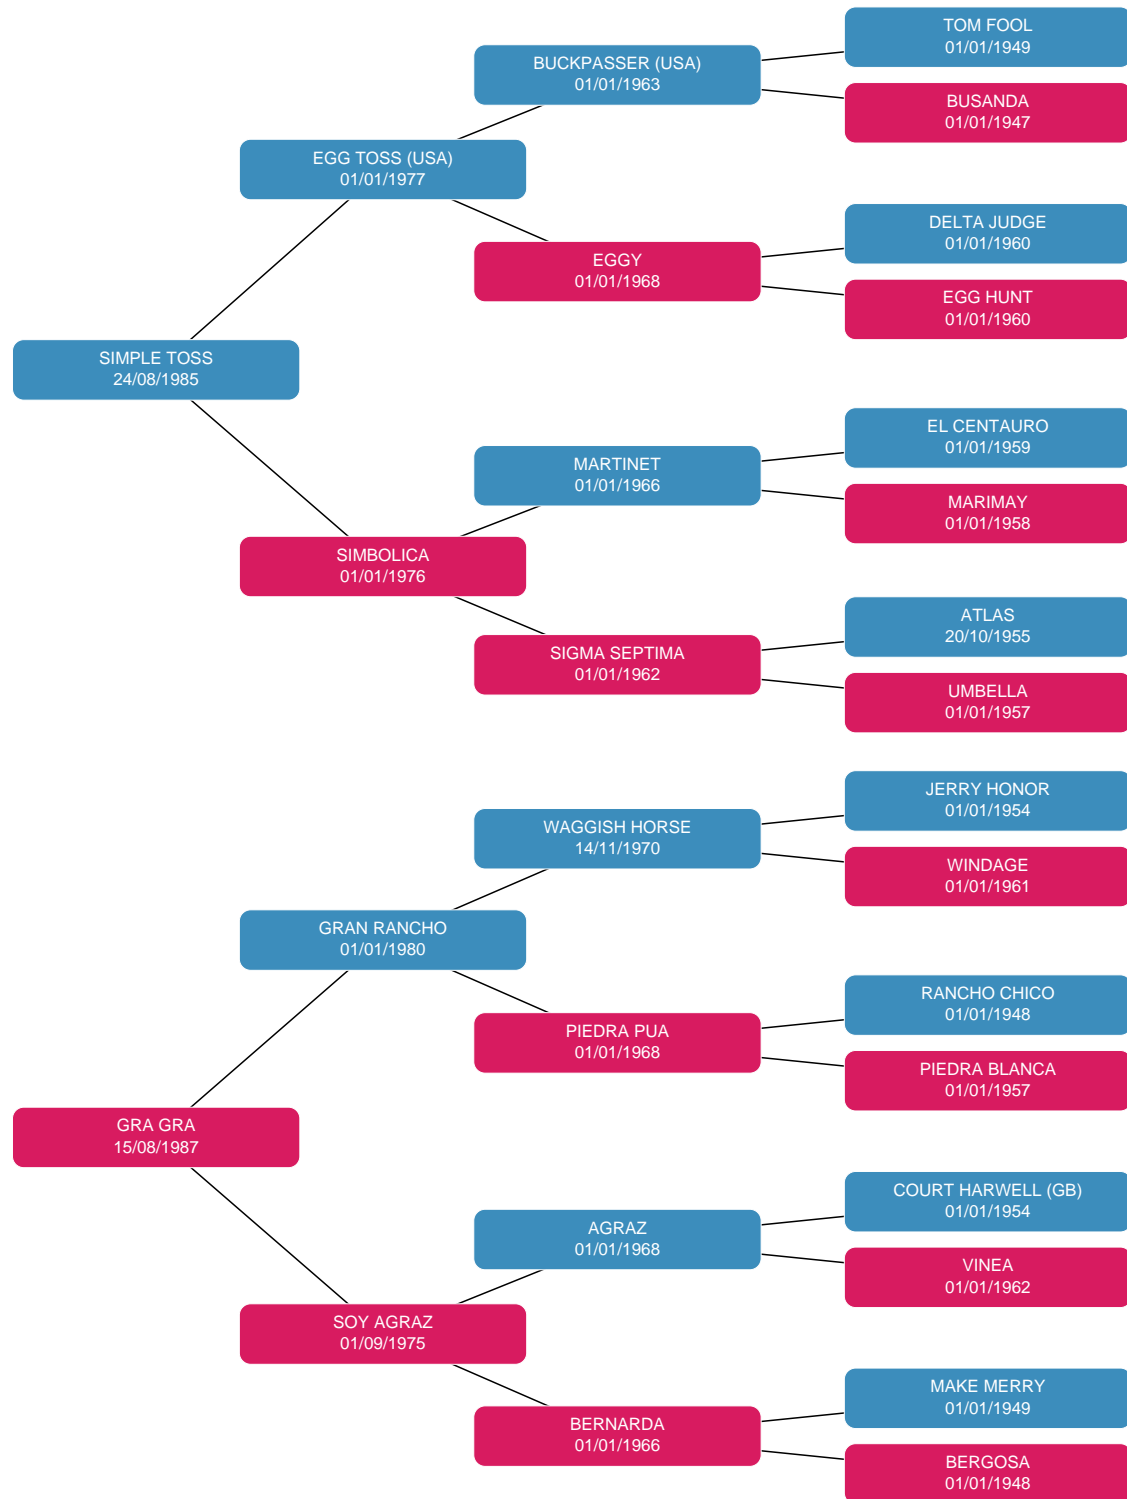 TOM FOOL
01/01/1949
BUCKPASSER (USA)
01/01/1963
BUSANDA
01/01/1947
EGG TOSS (USA)
01/01/1977
DELTA JUDGE
01/01/1960
EGGY
01/01/1968
EGG HUNT
01/01/1960
SIMPLE TOSS
24/08/1985
EL CENTAURO
01/01/1959
MARTINET
01/01/1966
MARIMAY
01/01/1958
SIMBOLICA
01/01/1976
ATLAS
20/10/1955
SIGMA SEPTIMA
01/01/1962
UMBELLA
01/01/1957
JERRY HONOR
01/01/1954
WAGGISH HORSE
14/11/1970
WINDAGE
01/01/1961
GRAN RANCHO
01/01/1980
RANCHO CHICO
01/01/1948
PIEDRA PUA
01/01/1968
PIEDRA BLANCA
01/01/1957
GRA GRA
15/08/1987
COURT HARWELL (GB)
01/01/1954
AGRAZ
01/01/1968
VINEA
01/01/1962
SOY AGRAZ
01/09/1975
MAKE MERRY
01/01/1949
BERNARDA
01/01/1966
BERGOSA
01/01/1948